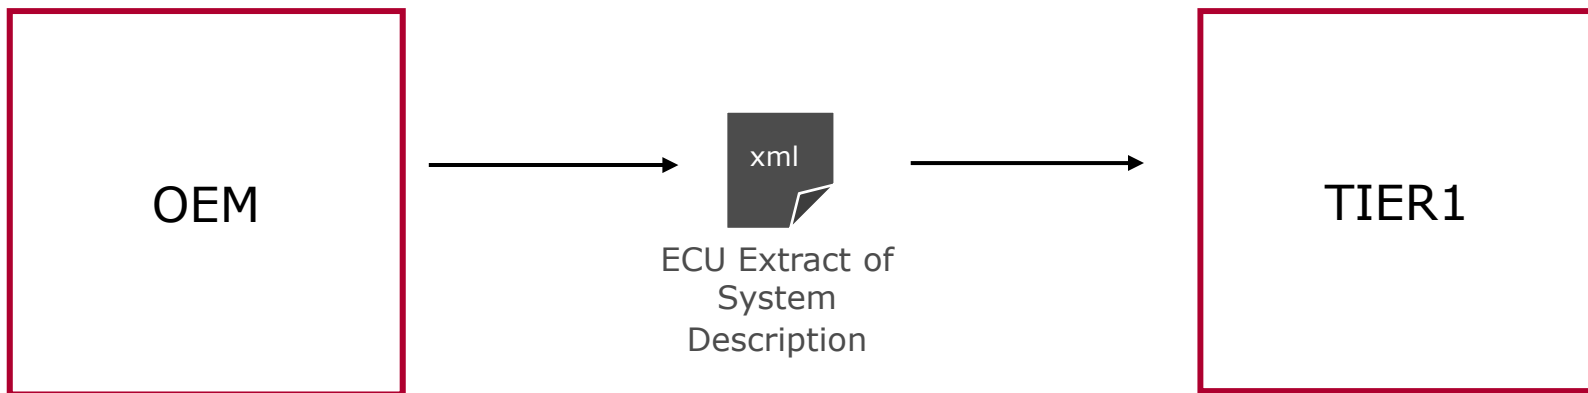 OEM
xml
ECU Extract of
System
Description
TIER1